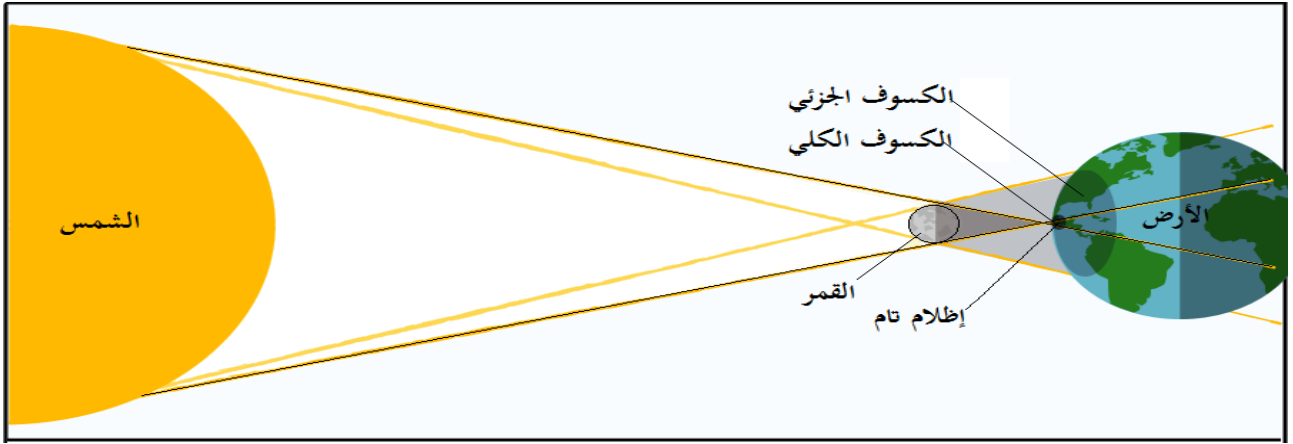 الكسوف الجزئي
الكسوف الكلي
الشمس
الأرض
القمر
إظلام تام